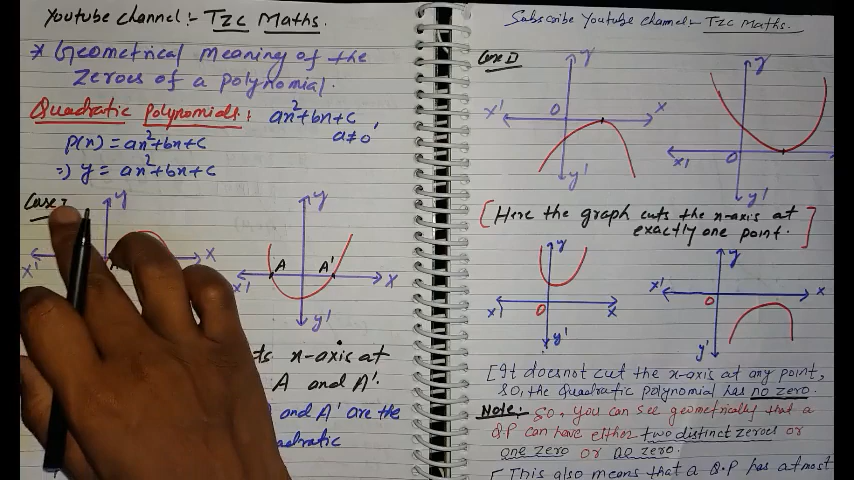 Youtube channel:- Tzc Maths.
* Geometrical meaning of the
zeroes of a polynomial.
Quadratic Polynomials: ax²+bx+c,
a≠0
P(x) = ax²+bx+c
=) y = ax²+bx+c
Case I
y
X' X
y
A A'
X' X
y'
x-axis at
A and A'.
and A' are the
Subscribe Youtube channel:- Tzc Maths.
Case II
y
X' O X
y'
y
X' O
y'
[Here the graph cuts the x-axis at
exactly one point.]
y
O
X' X
y'
y
X' O X
y'
[It doesnot cut the x-axis at any point,
SO, the Quadratic Polynomial has no zero.
Note:- So, You can see geometrically that a
Q.P can have either two distinct zeroes or
one zero or no zero.
[This also means that a Q.P has atmost